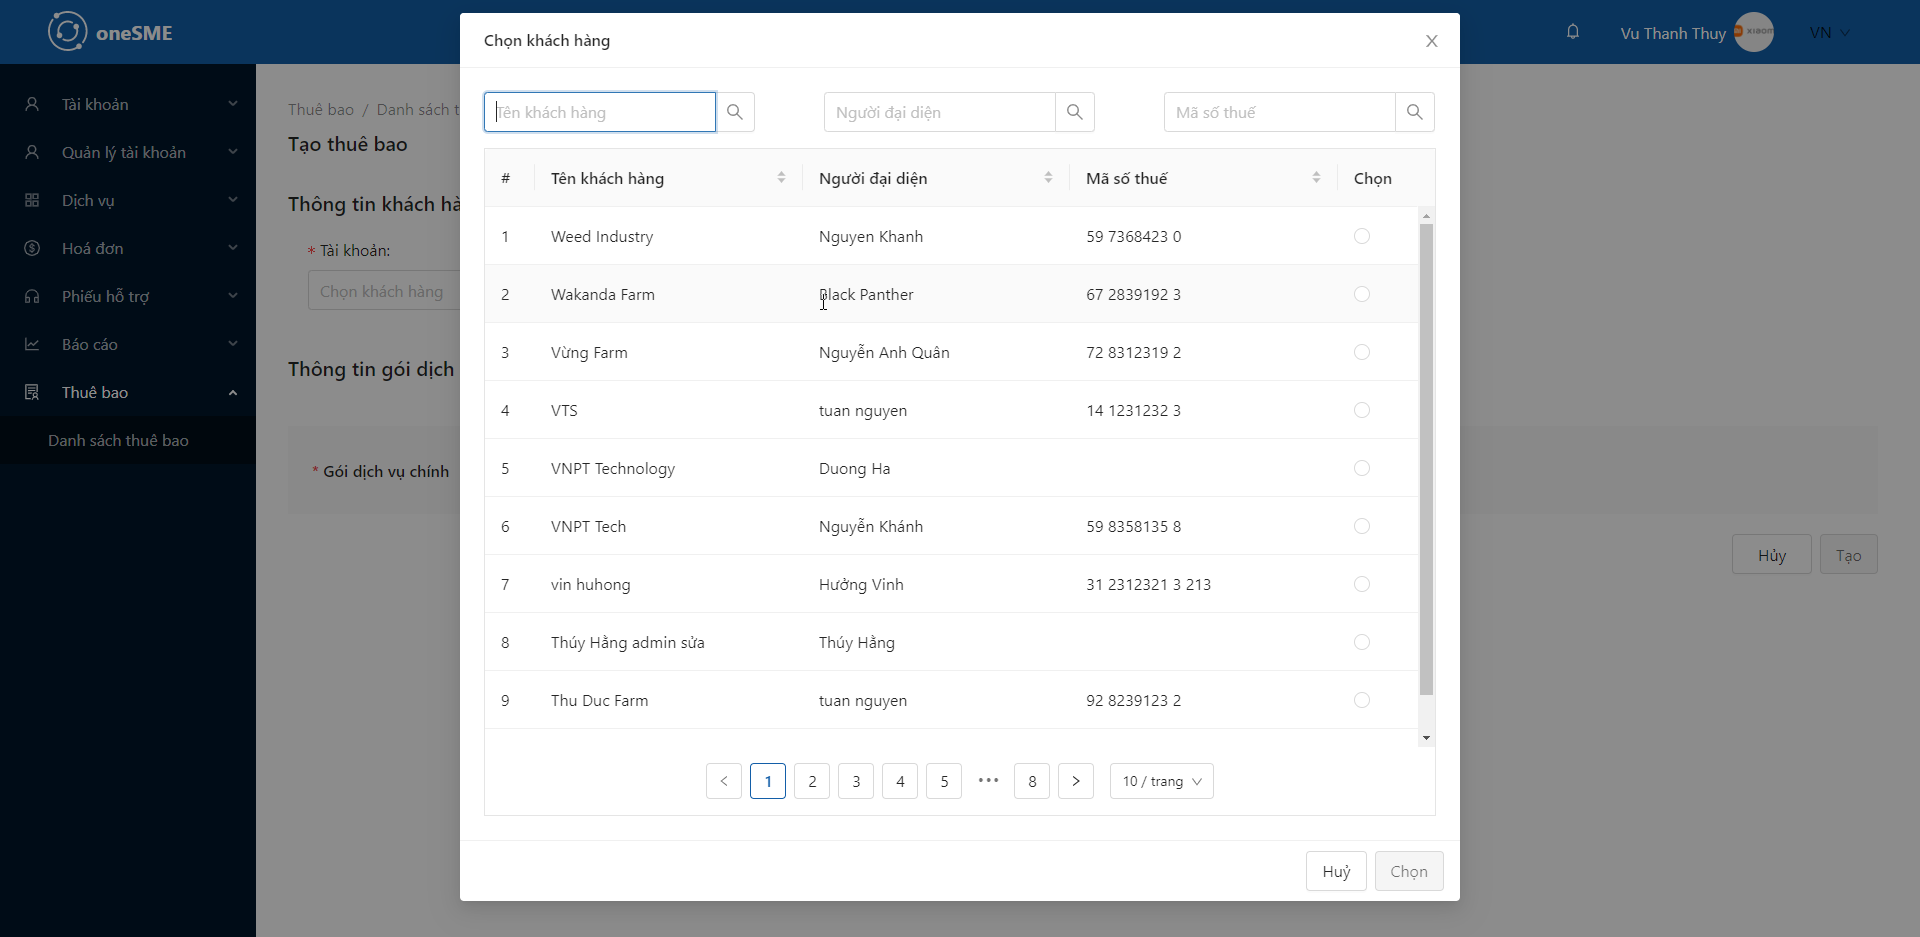 oneSME
Vu Thanh Thuy
VN
Tài khoản
Quản lý tài khoản
Dịch vụ
Hoá đơn
Phiếu hỗ trợ
Báo cáo
Thuê bao
Danh sách thuê bao
Thuê bao / Danh sách
Tạo thuê bao
Thông tin khách
* Tài khoản:
Chọn khách hàng
Thông tin gói dịch
* Gói dịch vụ chính
Hủy
Tạo
Chọn khách hàng
Tên khách hàng
Người đại diện
Mã số thuế
# Tên khách hàng Người đại diện Mã số thuế Chọn
1 Weed Industry Nguyen Khanh 59 7368423 0
2 Wakanda Farm Black Panther 67 2839192 3
3 Vừng Farm Nguyễn Anh Quân 72 8312319 2
4 VTS tuan nguyen 14 1231232 3
5 VNPT Technology Duong Ha
6 VNPT Tech Nguyễn Khánh 59 8358135 8
7 vin huhong Hưởng Vinh 31 2312321 3 213
8 Thúy Hằng admin sửa Thúy Hằng
9 Thu Duc Farm tuan nguyen 92 8239123 2
< 1 2 3 4 5 ••• 8 > 10 / trang
Huỷ
Chọn